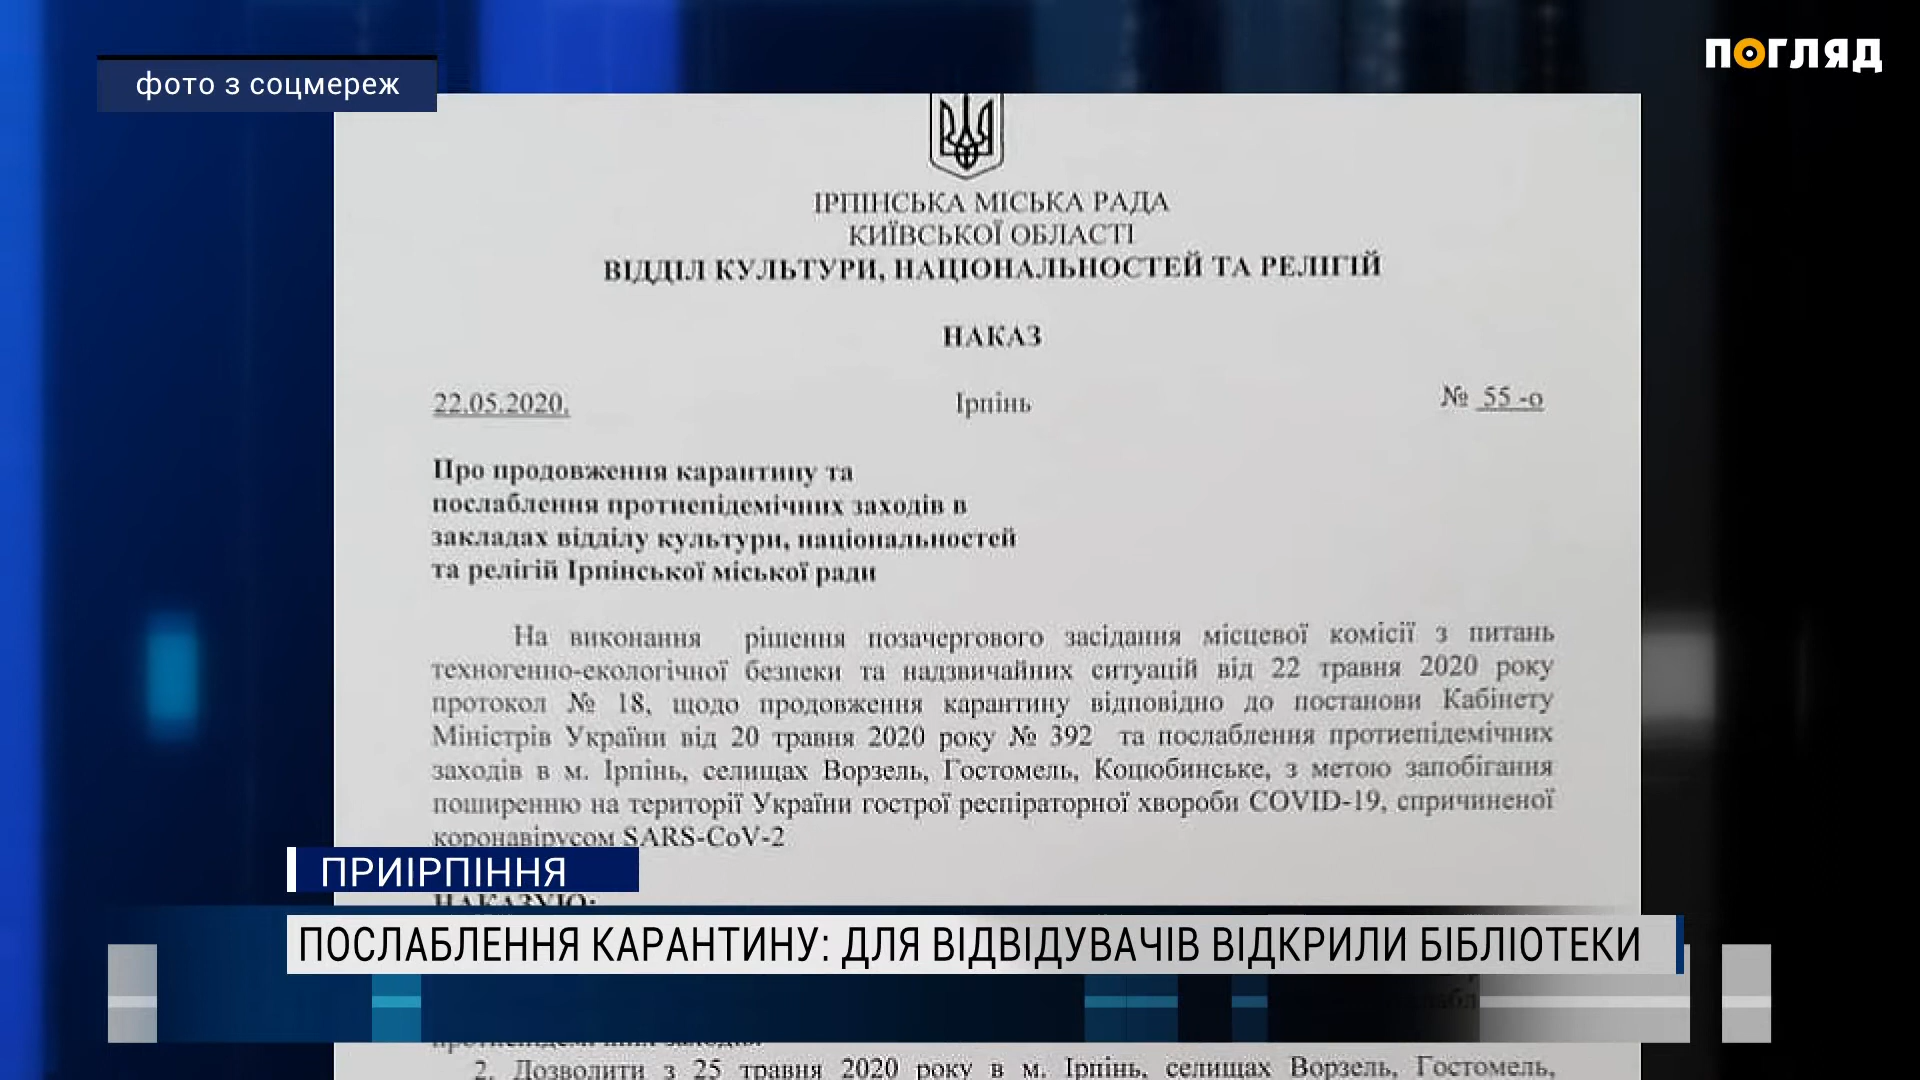 фото з соцмереж
ПОГЛЯД
ІРПІНСЬКА МІСЬКА РАДА
КИЇВСЬКОЇ ОБЛАСТІ
ВІДДІЛ КУЛЬТУРИ, НАЦІОНАЛЬНОСТЕЙ ТА РЕЛІГІЙ
НАКАЗ
22.05.2020. Ірпінь № 55 -о
Про продовження карантину та
послаблення протиепідемічних заходів в
закладах відділу культури, національностей
та релігій Ірпінської міської ради
На виконання рішення позачергового засідання місцевої комісії з питань
техногенно-екологічної безпеки та надзвичайних ситуацій від 22 травня 2020 року
протокол № 18, щодо продовження карантину відповідно до постанови Кабінету
Міністрів України від 20 травня 2020 року № 392 та послаблення протиепідемічних
заходів в м. Ірпінь, селищах Ворзель, Гостомель, Коцюбинське, з метою запобігання
поширенню на території України гострої респіраторної хвороби COVID-19, спричиненої
коронавірусом SARS-CoV-2
ПРИІРПІННЯ
НАКАЗУЮ:
ПОСЛАБЛЕННЯ КАРАНТИНУ: ДЛЯ ВІДВІДУВАЧІВ ВІДКРИЛИ БІБЛІОТЕКИ
2. Дозволити з 25 травня 2020 року в м. Ірпінь, селищах Ворзель, Гостомель,